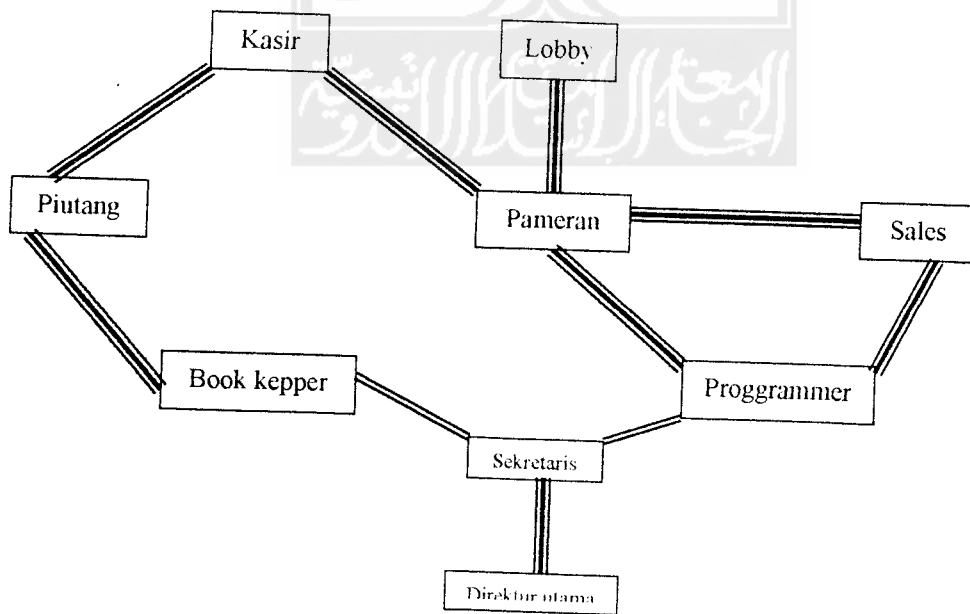 Kasir
Lobby
Piutang
Pameran
Sales
Book kepper
Proggrammer
Sekretaris
Direktur utama